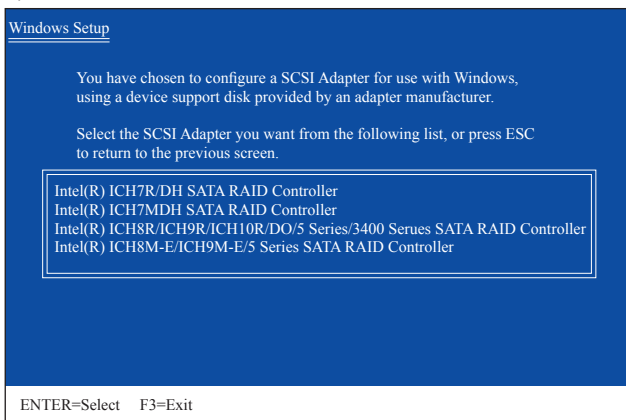 Windows Setup
You have chosen to configure a SCSI Adapter for use with Windows,
using a device support disk provided by an adapter manufacturer.
Select the SCSI Adapter you want from the following list, or press ESC
to return to the previous screen.
Intel(R) ICH7R/DH SATA RAID Controller
Intel(R) ICH7MDH SATA RAID Controller
Intel(R) ICH8R/ICH9R/ICH10R/DO/5 Series/3400 Serues SATA RAID Controller
Intel(R) ICH8M-E/ICH9M-E/5 Series SATA RAID Controller
ENTER=Select F3=Exit